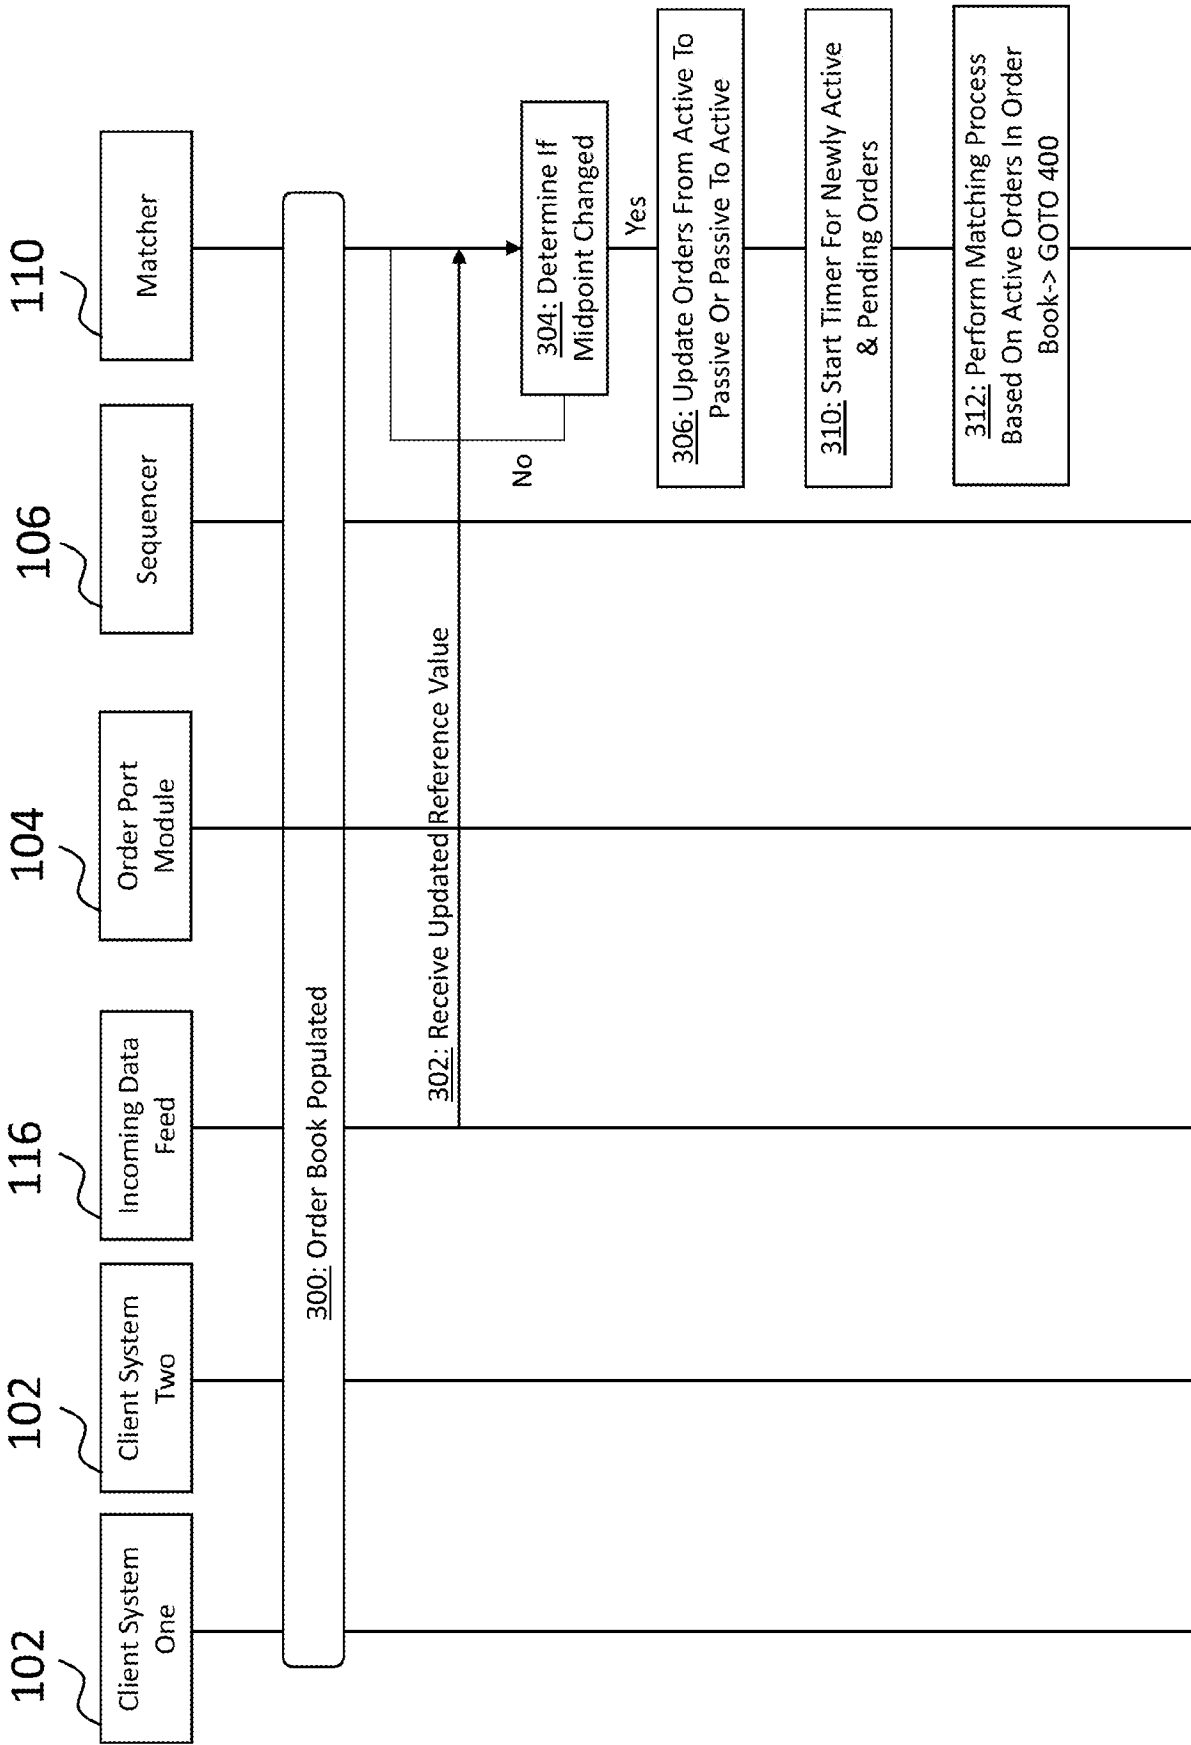 102
102
116
104
106
110
Client System
One
Client System
Two
Incoming Data
Feed
Order Port
Module
Sequencer
Matcher
300: Order Book Populated
302: Receive Updated Reference Value
No
304: Determine If
Midpoint Changed
Yes
306: Update Orders From Active To
Passive Or Passive To Active
310: Start Timer For Newly Active
& Pending Orders
312: Perform Matching Process
Based On Active Orders In Order
Book-> GOTO 400